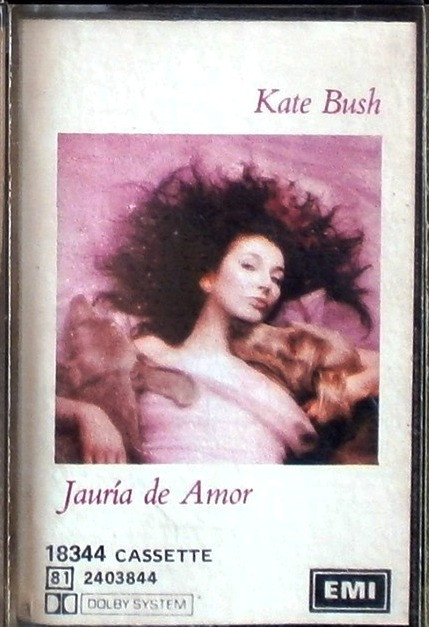 Kate Bush
Jauría de Amor
18344 CASSETTE
81 2403844
DOLBY SYSTEM
EMI